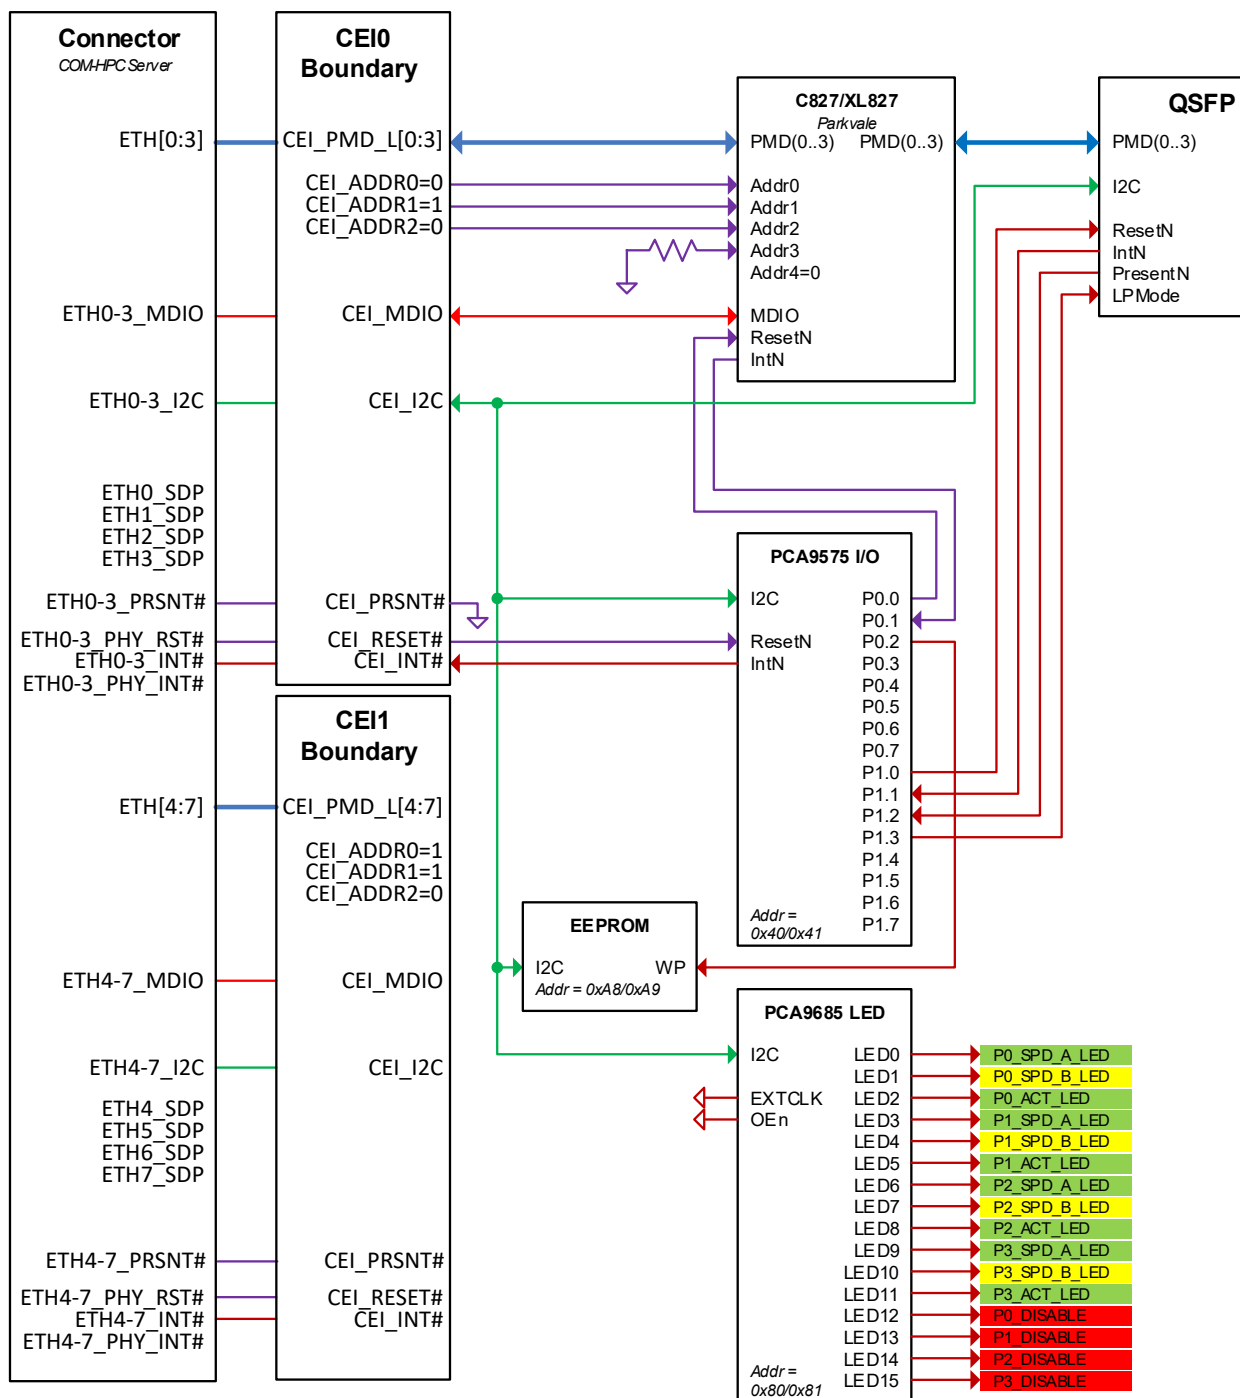 Connector
COM-HPC Server
ETH[0:3]
ETH0-3_MDIO
ETH0-3_I2C
ETH0_SDP
ETH1_SDP
ETH2_SDP
ETH3_SDP
ETH0-3_PRSNT#
ETH0-3_PHY_RST#
ETH0-3_INT#
ETH0-3_PHY_INT#
ETH[4:7]
ETH4-7_MDIO
ETH4-7_I2C
ETH4_SDP
ETH5_SDP
ETH6_SDP
ETH7_SDP
ETH4-7_PRSNT#
ETH4-7_PHY_RST#
ETH4-7_INT#
ETH4-7_PHY_INT#
CEI0
Boundary
CEI_PMD_L[0:3]
CEI_ADDR0=0
CEI_ADDR1=1
CEI_ADDR2=0
CEI_MDIO
CEI_I2C
CEI_PRSNT#
CEI_RESET#
CEI_INT#
CEI1
Boundary
CEI_PMD_L[4:7]
CEI_ADDR0=1
CEI_ADDR1=1
CEI_ADDR2=0
CEI_MDIO
CEI_I2C
CEI_PRSNT#
CEI_RESET#
CEI_INT#
C827/XL827
Parkvale
PMD(0..3) PMD(0..3)
Addr0
Addr1
Addr2
Addr3
Addr4=0
MDIO
ResetN
IntN
QSFP
PMD(0..3)
I2C
ResetN
IntN
PresentN
LPMode
PCA9575 I/O
I2C
ResetN
IntN
P0.0
P0.1
P0.2
P0.3
P0.4
P0.5
P0.6
P0.7
P1.0
P1.1
P1.2
P1.3
P1.4
P1.5
P1.6
P1.7
Addr =
0x40/0x41
EEPROM
I2C WP
Addr = 0xA8/0xA9
PCA9685 LED
I2C
EXTCLK
OEn
Addr =
0x80/0x81
LED0 P0_SPD_A_LED
LED1 P0_SPD_B_LED
LED2 P0_ACT_LED
LED3 P1_SPD_A_LED
LED4 P1_SPD_B_LED
LED5 P1_ACT_LED
LED6 P2_SPD_A_LED
LED7 P2_SPD_B_LED
LED8 P2_ACT_LED
LED9 P3_SPD_A_LED
LED10 P3_SPD_B_LED
LED11 P3_ACT_LED
LED12 P0_DISABLE
LED13 P1_DISABLE
LED14 P2_DISABLE
LED15 P3_DISABLE